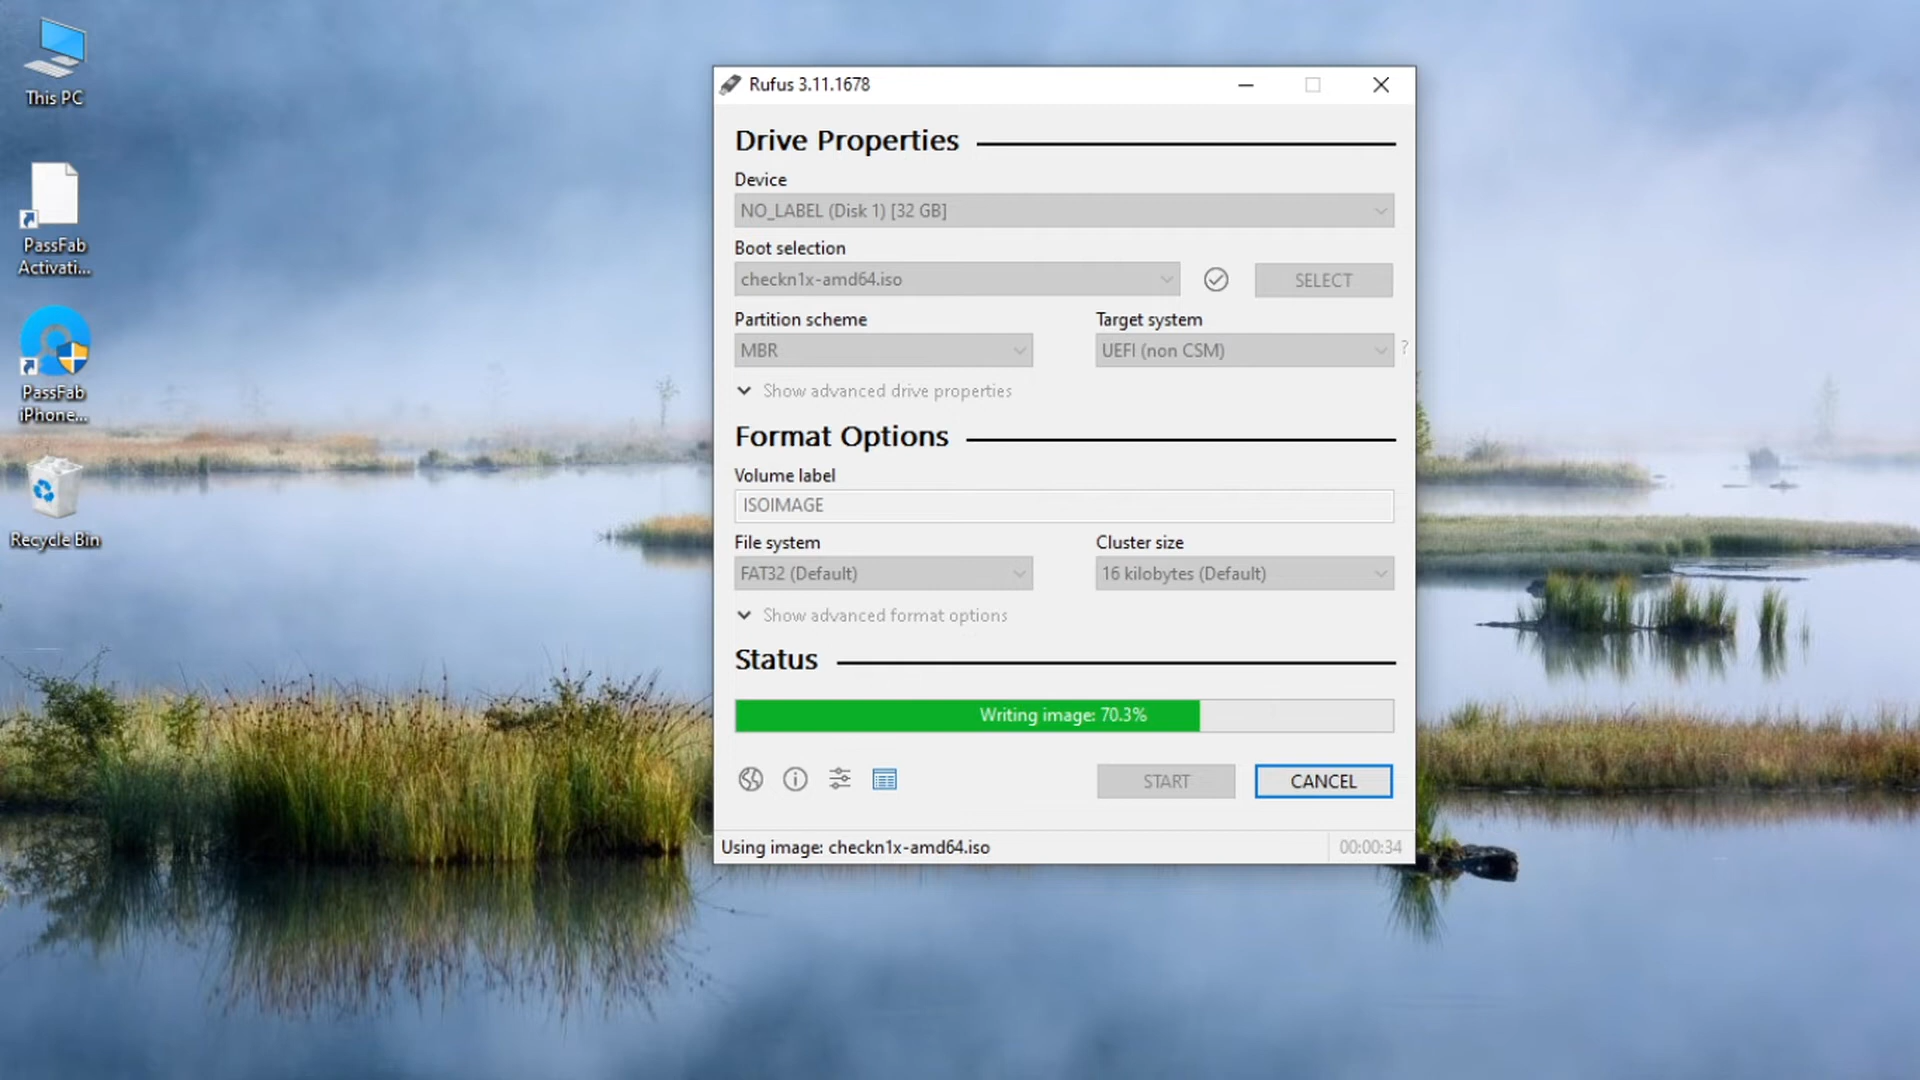 This PC
PassFab
Activati...
PassFab
iPhone...
Recycle Bin
Rufus 3.11.1678
Drive Properties
Device
NO_LABEL (Disk 1) [32 GB]
Boot selection
checkn1x-amd64.iso
SELECT
Partition scheme
Target system
MBR
UEFI (non CSM)
?
Show advanced drive properties
Format Options
Volume label
ISOIMAGE
File system
Cluster size
FAT32 (Default)
16 kilobytes (Default)
Show advanced format options
Status
Writing image: 70.3%
START
CANCEL
Using image: checkn1x-amd64.iso
00:00:34